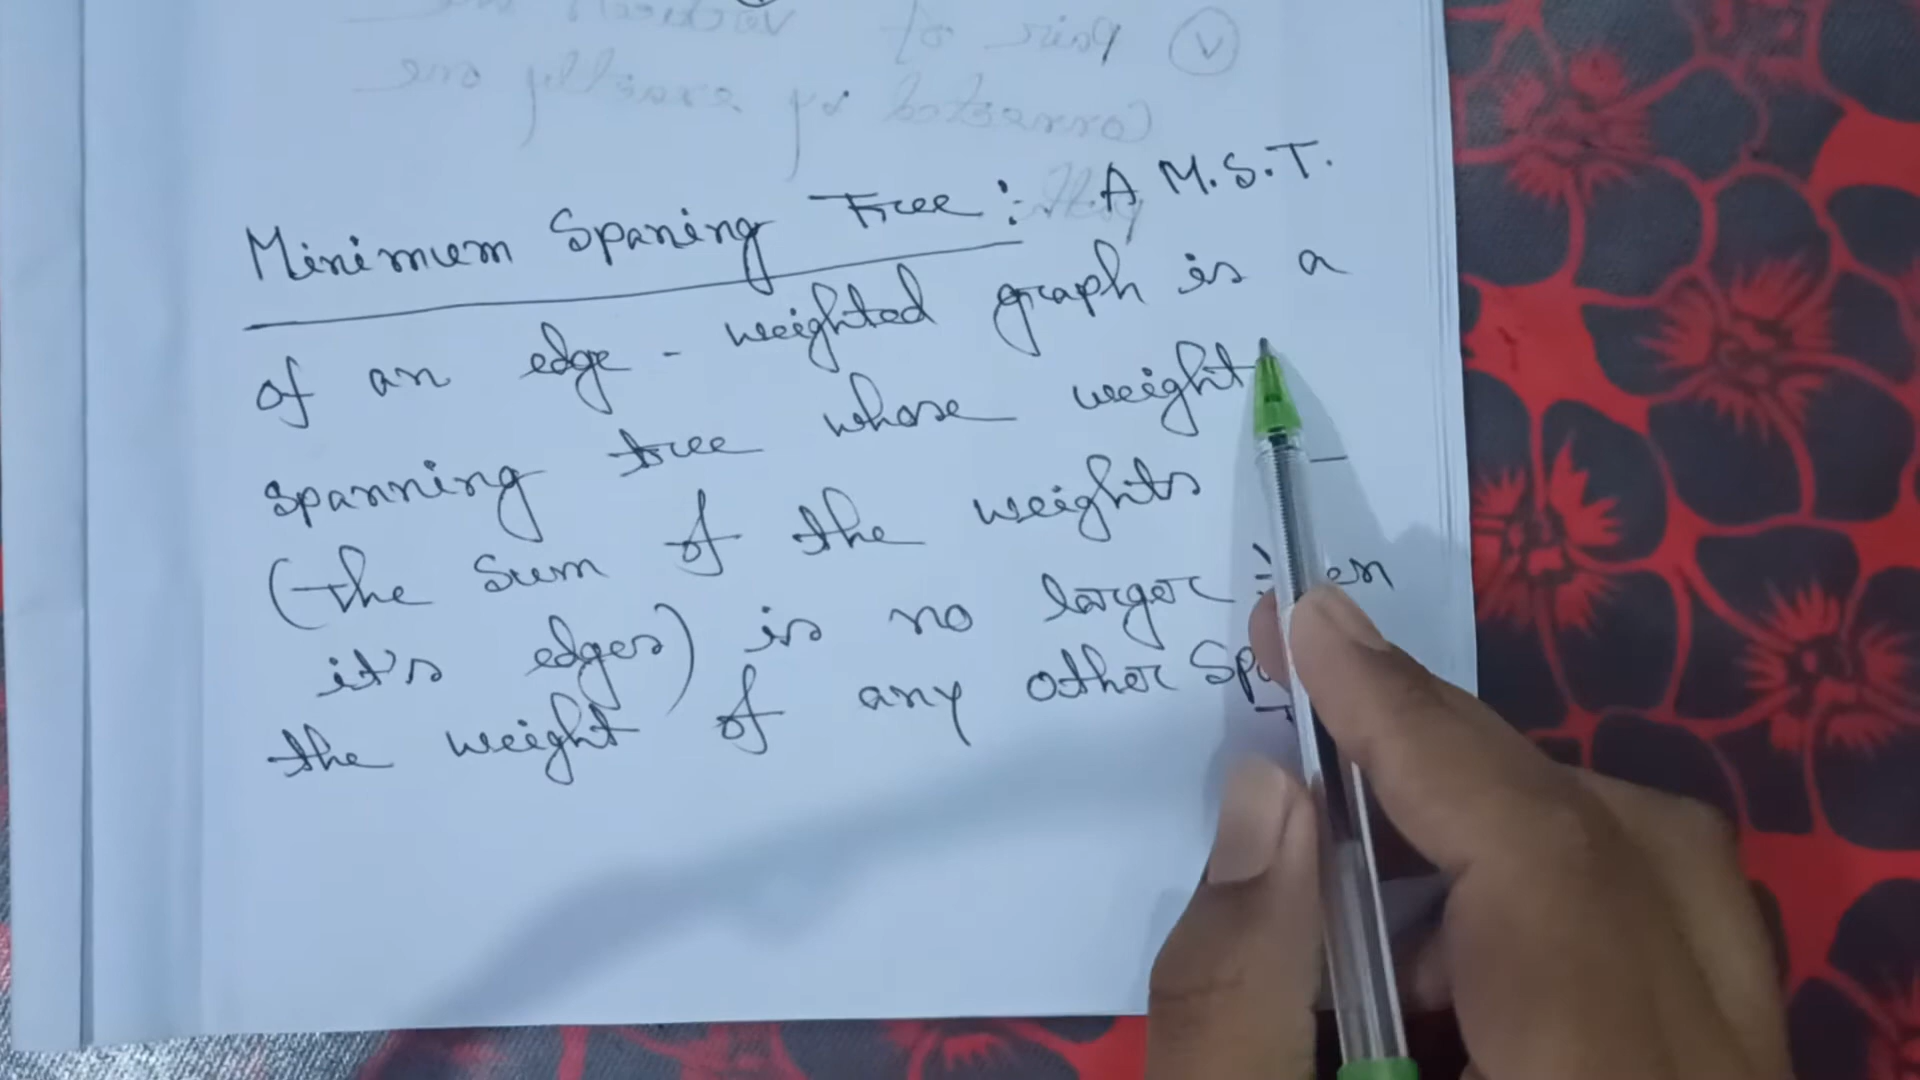 Minimum Spaning Tree: A M.S.T.
of an edge - weighted graph is a
spanning tree whose weight
(the sum of the weights
it's edges) is no larger
the weight of any other